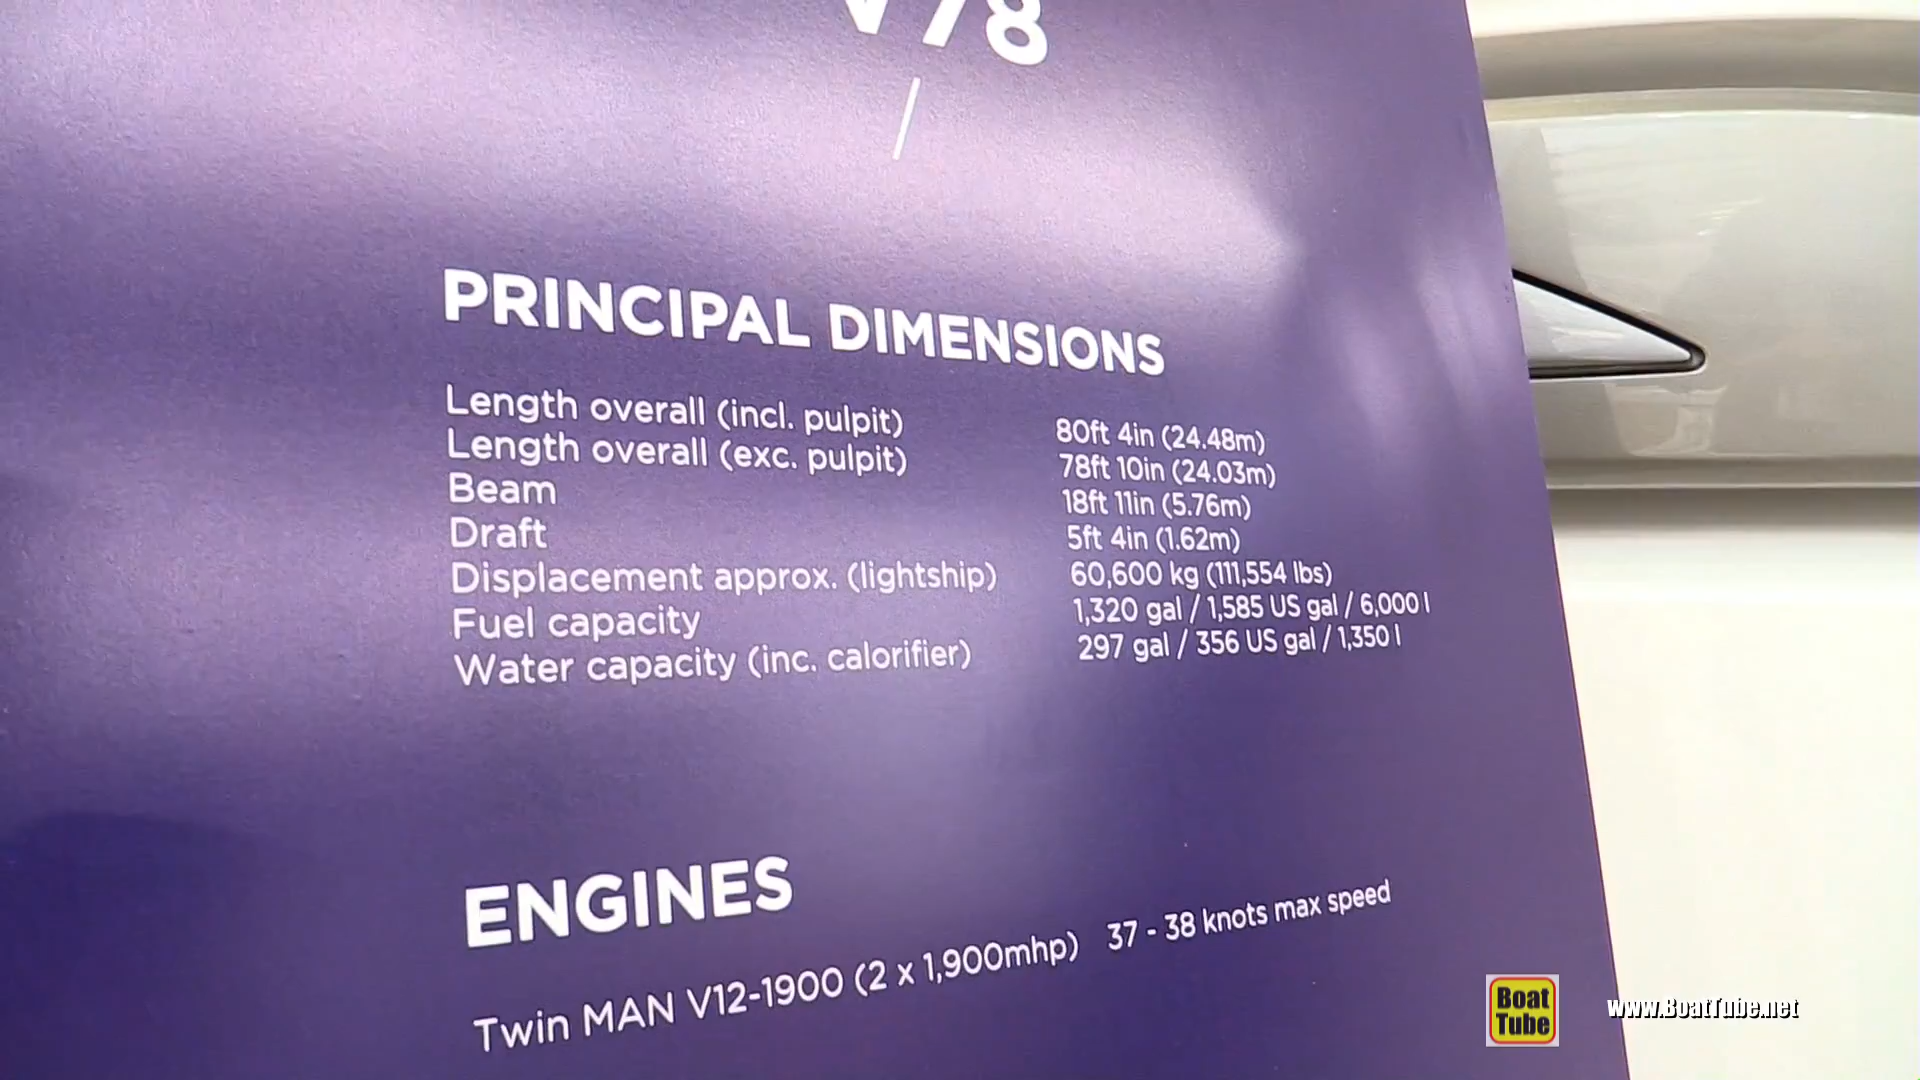 V78
PRINCIPAL DIMENSIONS
Length overall (incl. pulpit) 80ft 4in (24.48m)
Length overall (exc. pulpit) 78ft 10in (24.03m)
Beam 18ft 11in (5.76m)
Draft 5ft 4in (1.62m)
Displacement approx. (lightship) 60,600 kg (111,554 lbs)
Fuel capacity 1,320 gal / 1,585 US gal / 6,000 l
Water capacity (inc. calorifier) 297 gal / 356 US gal / 1,350 l
ENGINES
Twin MAN V12-1900 (2 x 1,900mhp) 37 - 38 knots max speed
Boat
Tube
www.BoatTube.net